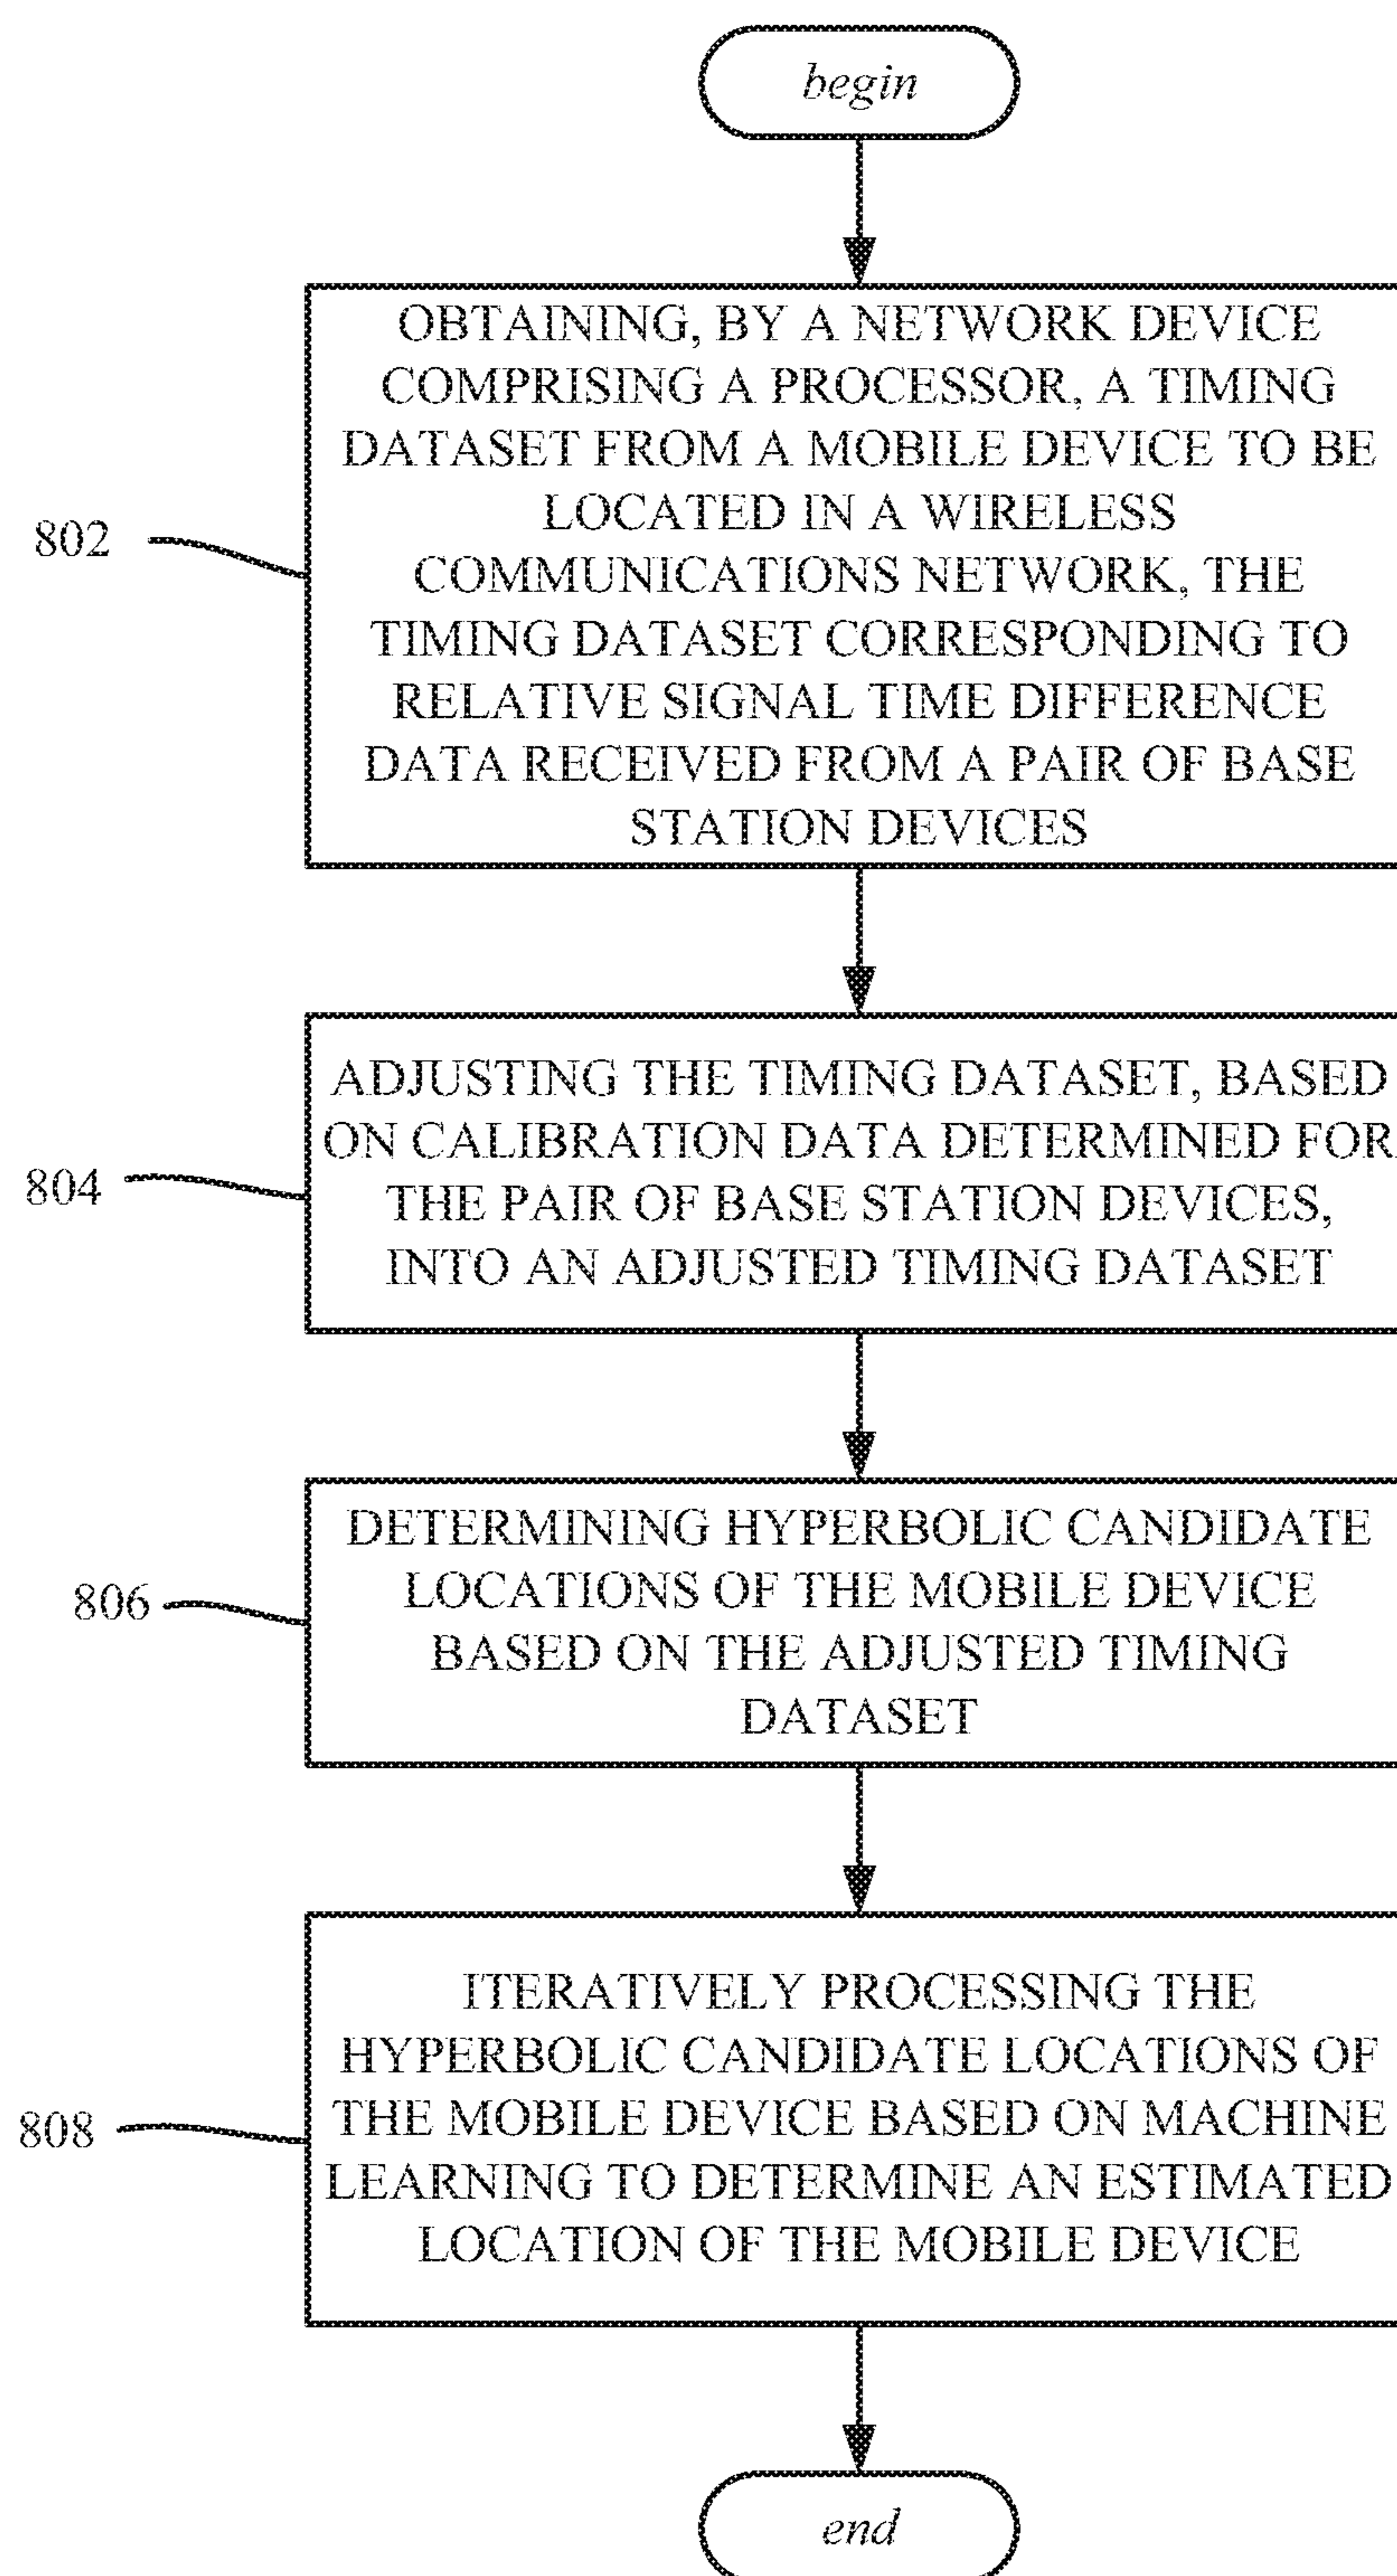 begin
OBTAINING, BY A NETWORK DEVICE
COMPRISING A PROCESSOR, A TIMING
DATASET FROM A MOBILE DEVICE TO BE
LOCATED IN A WIRELESS
COMMUNICATIONS NETWORK, THE
TIMING DATASET CORRESPONDING TO
RELATIVE SIGNAL TIME DIFFERENCE
DATA RECEIVED FROM A PAIR OF BASE
STATION DEVICES
802
ADJUSTING THE TIMING DATASET, BASED
ON CALIBRATION DATA DETERMINED FOR
THE PAIR OF BASE STATION DEVICES,
INTO AN ADJUSTED TIMING DATASET
804
DETERMINING HYPERBOLIC CANDIDATE
LOCATIONS OF THE MOBILE DEVICE
BASED ON THE ADJUSTED TIMING
DATASET
806
ITERATIVELY PROCESSING THE
HYPERBOLIC CANDIDATE LOCATIONS OF
THE MOBILE DEVICE BASED ON MACHINE
LEARNING TO DETERMINE AN ESTIMATED
LOCATION OF THE MOBILE DEVICE
808
end